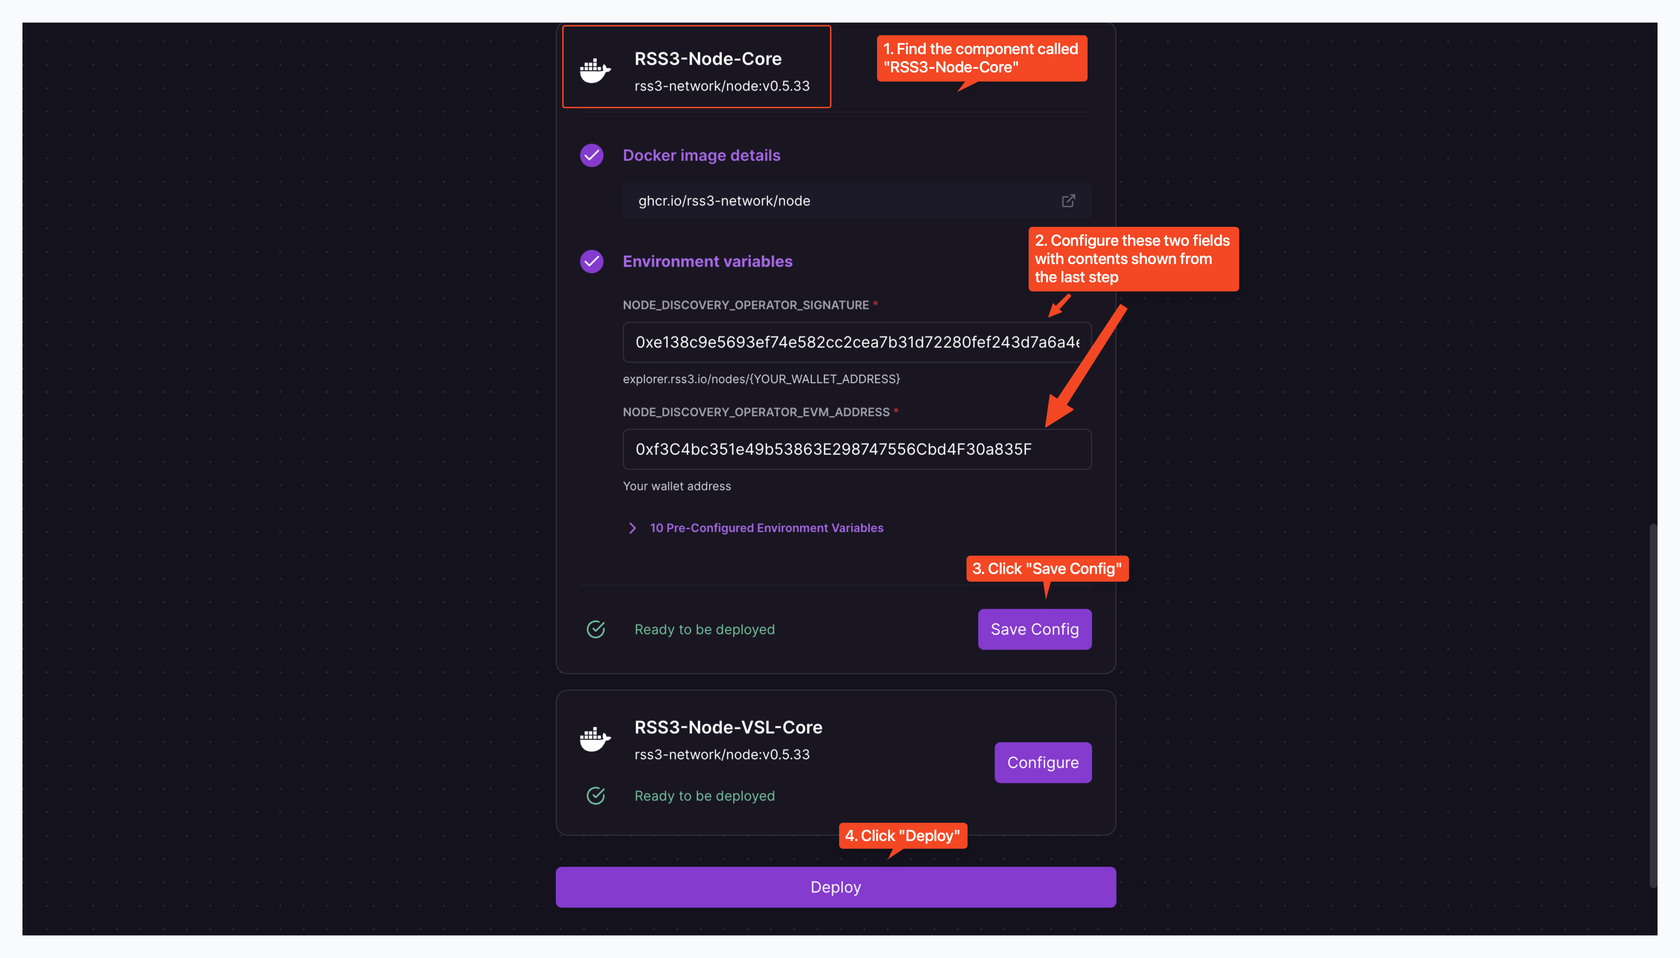 RSS3-Node-Core
rss3-network/node:v0.5.33
1. Find the component called
"RSS3-Node-Core"
Docker image details
ghcr.io/rss3-network/node
2. Configure these two fields
with contents shown from
the last step
Environment variables
NODE_DISCOVERY_OPERATOR_SIGNATURE *
0xe138c9e5693ef74e582cc2cea7b31d72280fef243d7a6a4e
explorer.rss3.io/nodes/{YOUR_WALLET_ADDRESS}
NODE_DISCOVERY_OPERATOR_EVM_ADDRESS *
0xf3C4bc351e49b53863E298747556Cbd4F30a835F
Your wallet address
10 Pre-Configured Environment Variables
3. Click "Save Config"
Ready to be deployed
Save Config
RSS3-Node-VSL-Core
rss3-network/node:v0.5.33
Configure
Ready to be deployed
4. Click "Deploy"
Deploy